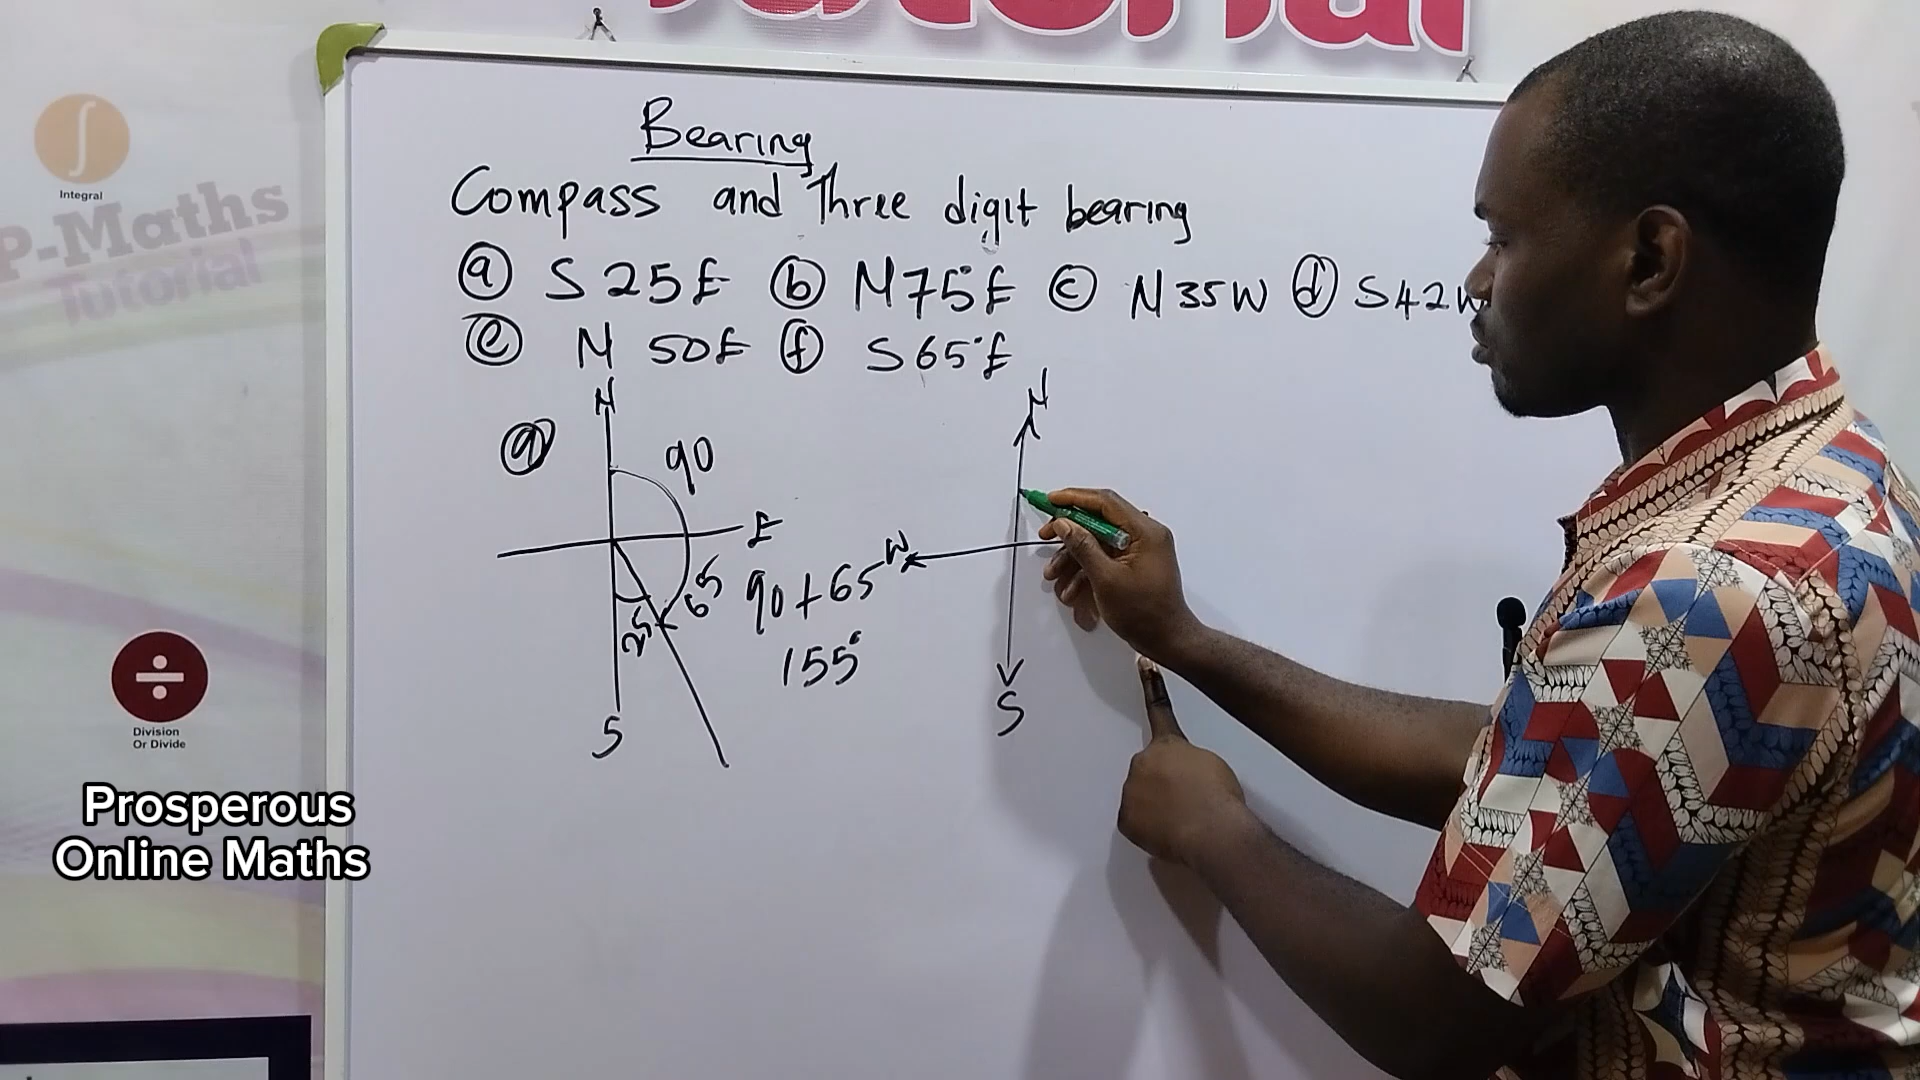 Tutorial
Integral
P-Maths
Tutorial
Bearing
Compass and Three digit bearing
ⓐ S 25 E ⓑ N 75° E ⓒ N 35 W ⓓ S 42 W
ⓔ N 50 E ⓕ S 65° E
N
ⓐ 90
E
65
25
90 + 65
155°
S
N
W
S
Division
Or Divide
Prosperous
Online Maths